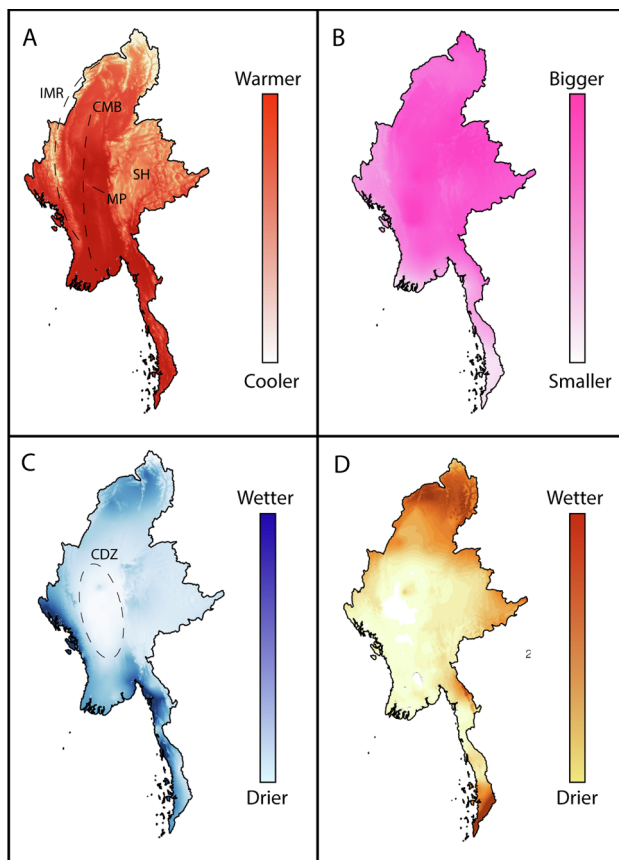 A
IMR
CMB
SH
MP
Warmer
Cooler
B
Bigger
Smaller
C
CDZ
Wetter
Drier
D
Wetter
Drier
2